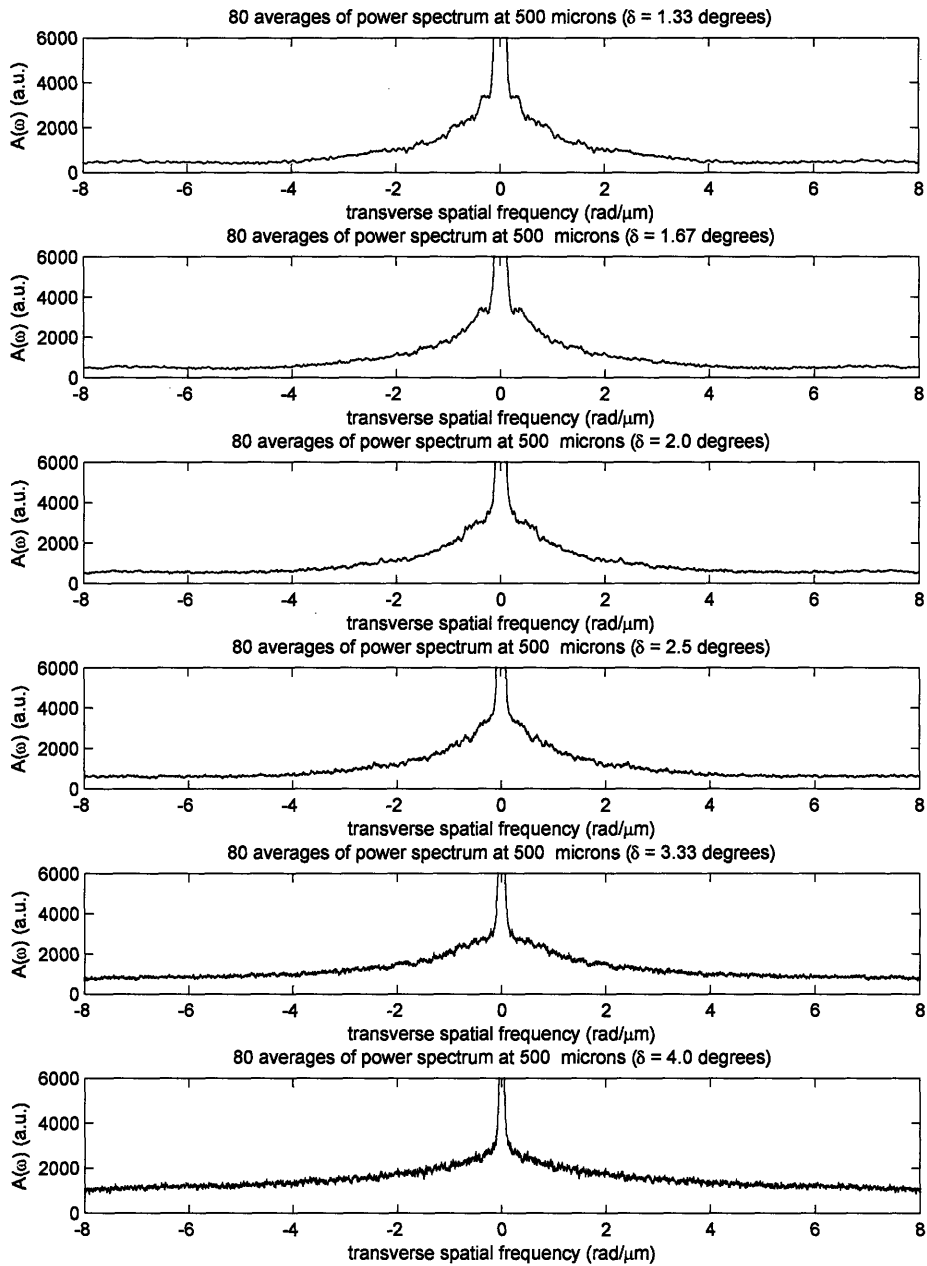 80 averages of power spectrum at 500 microns (δ = 1.33 degrees)
A(ω) (a.u.)
6000
4000
2000
0
-8 -6 -4 -2 0 2 4 6 8
transverse spatial frequency (rad/μm)
80 averages of power spectrum at 500 microns (δ = 1.67 degrees)
A(ω) (a.u.)
6000
4000
2000
0
-8 -6 -4 -2 0 2 4 6 8
transverse spatial frequency (rad/μm)
80 averages of power spectrum at 500 microns (δ = 2.0 degrees)
A(ω) (a.u.)
6000
4000
2000
0
-8 -6 -4 -2 0 2 4 6 8
transverse spatial frequency (rad/μm)
80 averages of power spectrum at 500 microns (δ = 2.5 degrees)
A(ω) (a.u.)
6000
4000
2000
0
-8 -6 -4 -2 0 2 4 6 8
transverse spatial frequency (rad/μm)
80 averages of power spectrum at 500 microns (δ = 3.33 degrees)
A(ω) (a.u.)
6000
4000
2000
0
-8 -6 -4 -2 0 2 4 6 8
transverse spatial frequency (rad/μm)
80 averages of power spectrum at 500 microns (δ = 4.0 degrees)
A(ω) (a.u.)
6000
4000
2000
0
-8 -6 -4 -2 0 2 4 6 8
transverse spatial frequency (rad/μm)